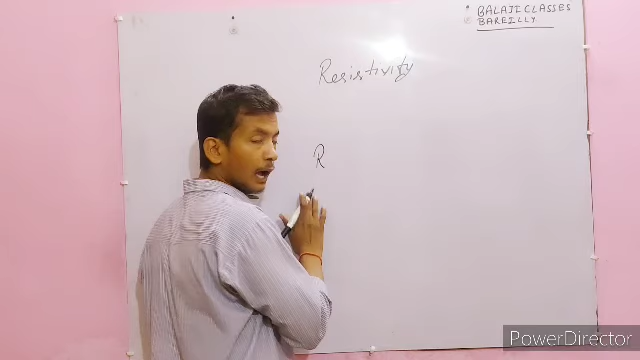 BALAJI CLASSES
BAREILLY
Resistivity
R
PowerDirector